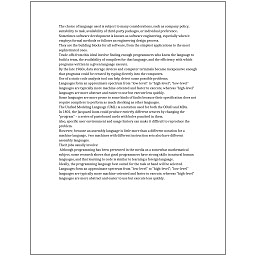 The choice of language used is subject to many considerations, such as company policy,
suitability to task, availability of third-party packages, or individual preference.
Sometimes software development is known as software engineering, especially when it
employs formal methods or follows an engineering design process.
They are the building blocks for all software, from the simplest applications to the most
sophisticated ones.
Trade-offs from this ideal involve finding enough programmers who know the language to
build a team, the availability of compilers for that language, and the efficiency with which
programs written in a given language execute.
By the late 1960s, data storage devices and computer terminals became inexpensive enough
that programs could be created by typing directly into the computers.
Use of a static code analysis tool can help detect some possible problems.
Languages form an approximate spectrum from "low-level" to "high-level"; "low-level"
languages are typically more machine-oriented and faster to execute, whereas "high-level"
languages are more abstract and easier to use but execute less quickly.
Some languages are more prone to some kinds of faults because their specification does not
require compilers to perform as much checking as other languages.
The Unified Modeling Language (UML) is a notation used for both the OOAD and MDA.
In 1801, the Jacquard loom could produce entirely different weaves by changing the
"program" – a series of pasteboard cards with holes punched in them.
Also, specific user environment and usage history can make it difficult to reproduce the
problem.
However, because an assembly language is little more than a different notation for a
machine language, two machines with different instruction sets also have different
assembly languages.
Their jobs usually involve:
Although programming has been presented in the media as a somewhat mathematical
subject, some research shows that good programmers have strong skills in natural human
languages, and that learning to code is similar to learning a foreign language.
Ideally, the programming language best suited for the task at hand will be selected.
Languages form an approximate spectrum from "low-level" to "high-level"; "low-level"
languages are typically more machine-oriented and faster to execute, whereas "high-level"
languages are more abstract and easier to use but execute less quickly.